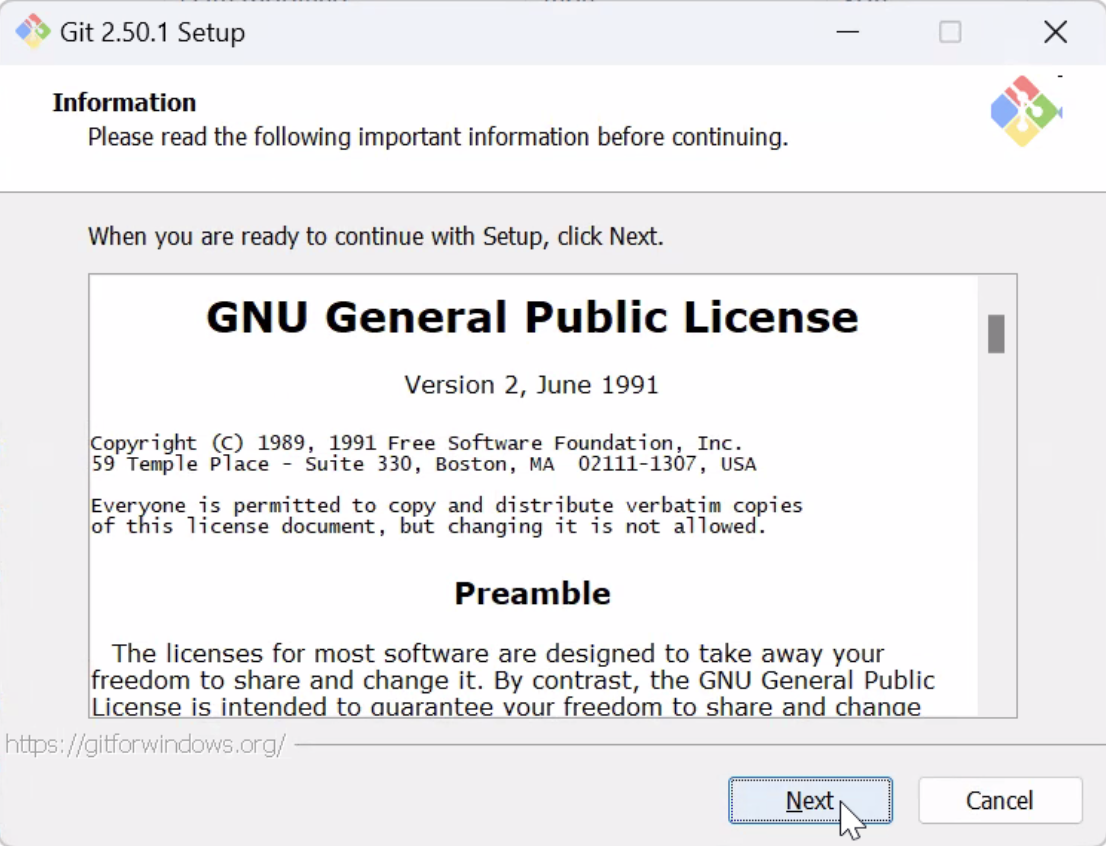 Git 2.50.1 Setup
Information
Please read the following important information before continuing.
When you are ready to continue with Setup, click Next.
GNU General Public License
Version 2, June 1991
Copyright (C) 1989, 1991 Free Software Foundation, Inc.
59 Temple Place - Suite 330, Boston, MA  02111-1307, USA
Everyone is permitted to copy and distribute verbatim copies
of this license document, but changing it is not allowed.
Preamble
The licenses for most software are designed to take away your
freedom to share and change it. By contrast, the GNU General Public
License is intended to guarantee your freedom to share and change
https://gitforwindows.org/
Next
Cancel